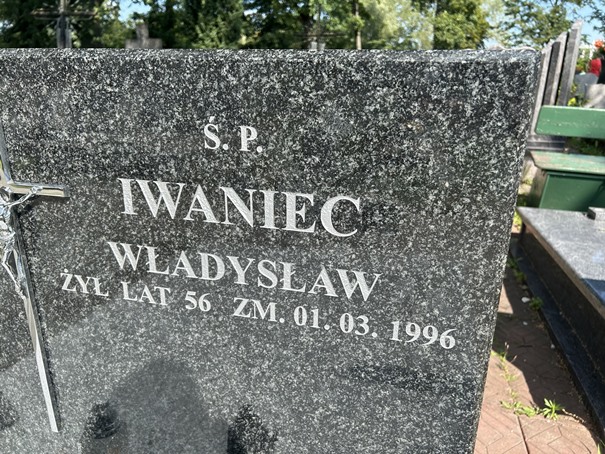 Ś. P.
IWANIEC
WŁADYSŁAW
ŻYŁ LAT 56 ZM. 01. 03. 1996